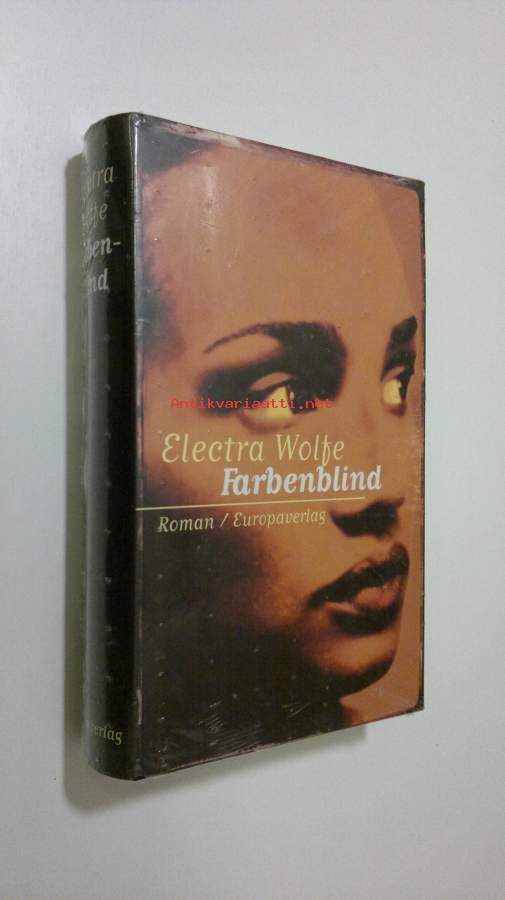 Electra Wolfe
Farbenblind
Roman / Europaverlag
Antikvariaatti.net